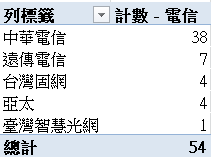 列標籤 計數 - 電信
中華電信 38
遠傳電信 7
台灣固網 4
亞太 4
臺灣智慧光網 1
總計 54